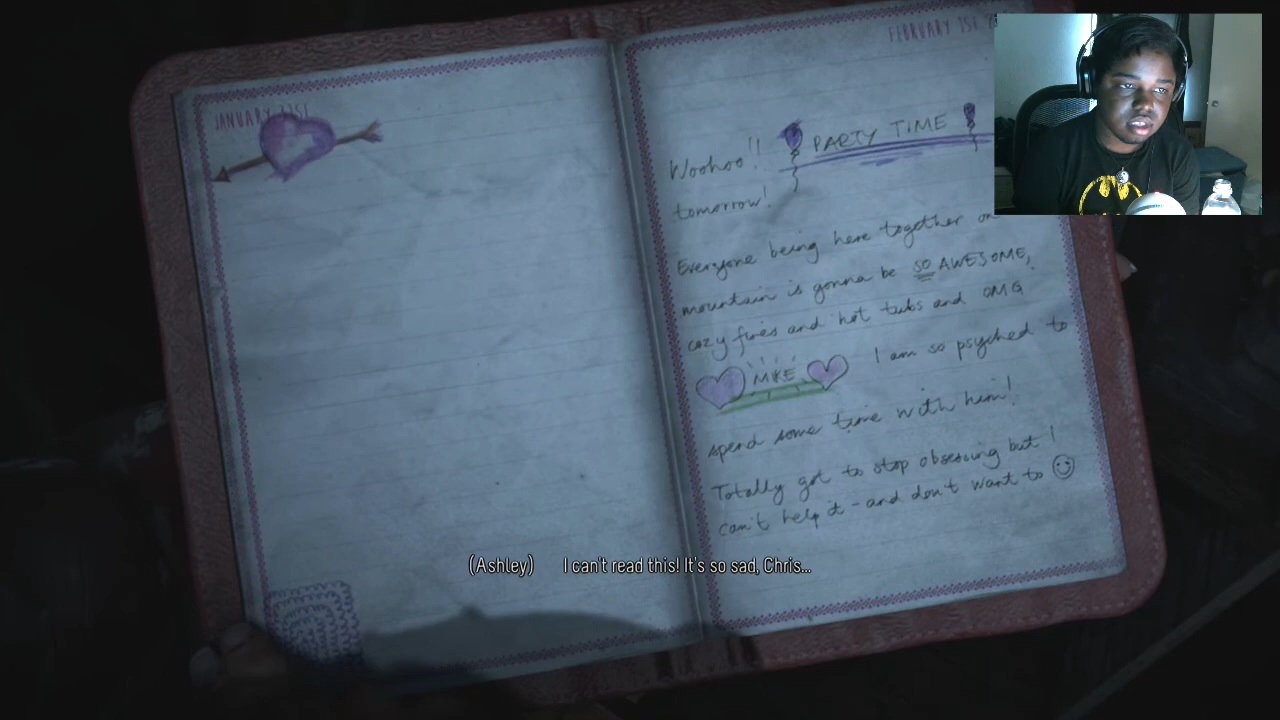 JANUARY 31ST
FEBRUARY 1ST,
Woohoo!! PARTY TIME
tomorrow!
Everyone being here together on
mountain is gonna be SO AWESOME,
cozy fires and hot tubs and OMG
MIKE I am so psyched to
spend some time with him!
Totally got to stop obsessing but I
can't help it - and don't want to
(Ashley) I can't read this! It's so sad, Chris...